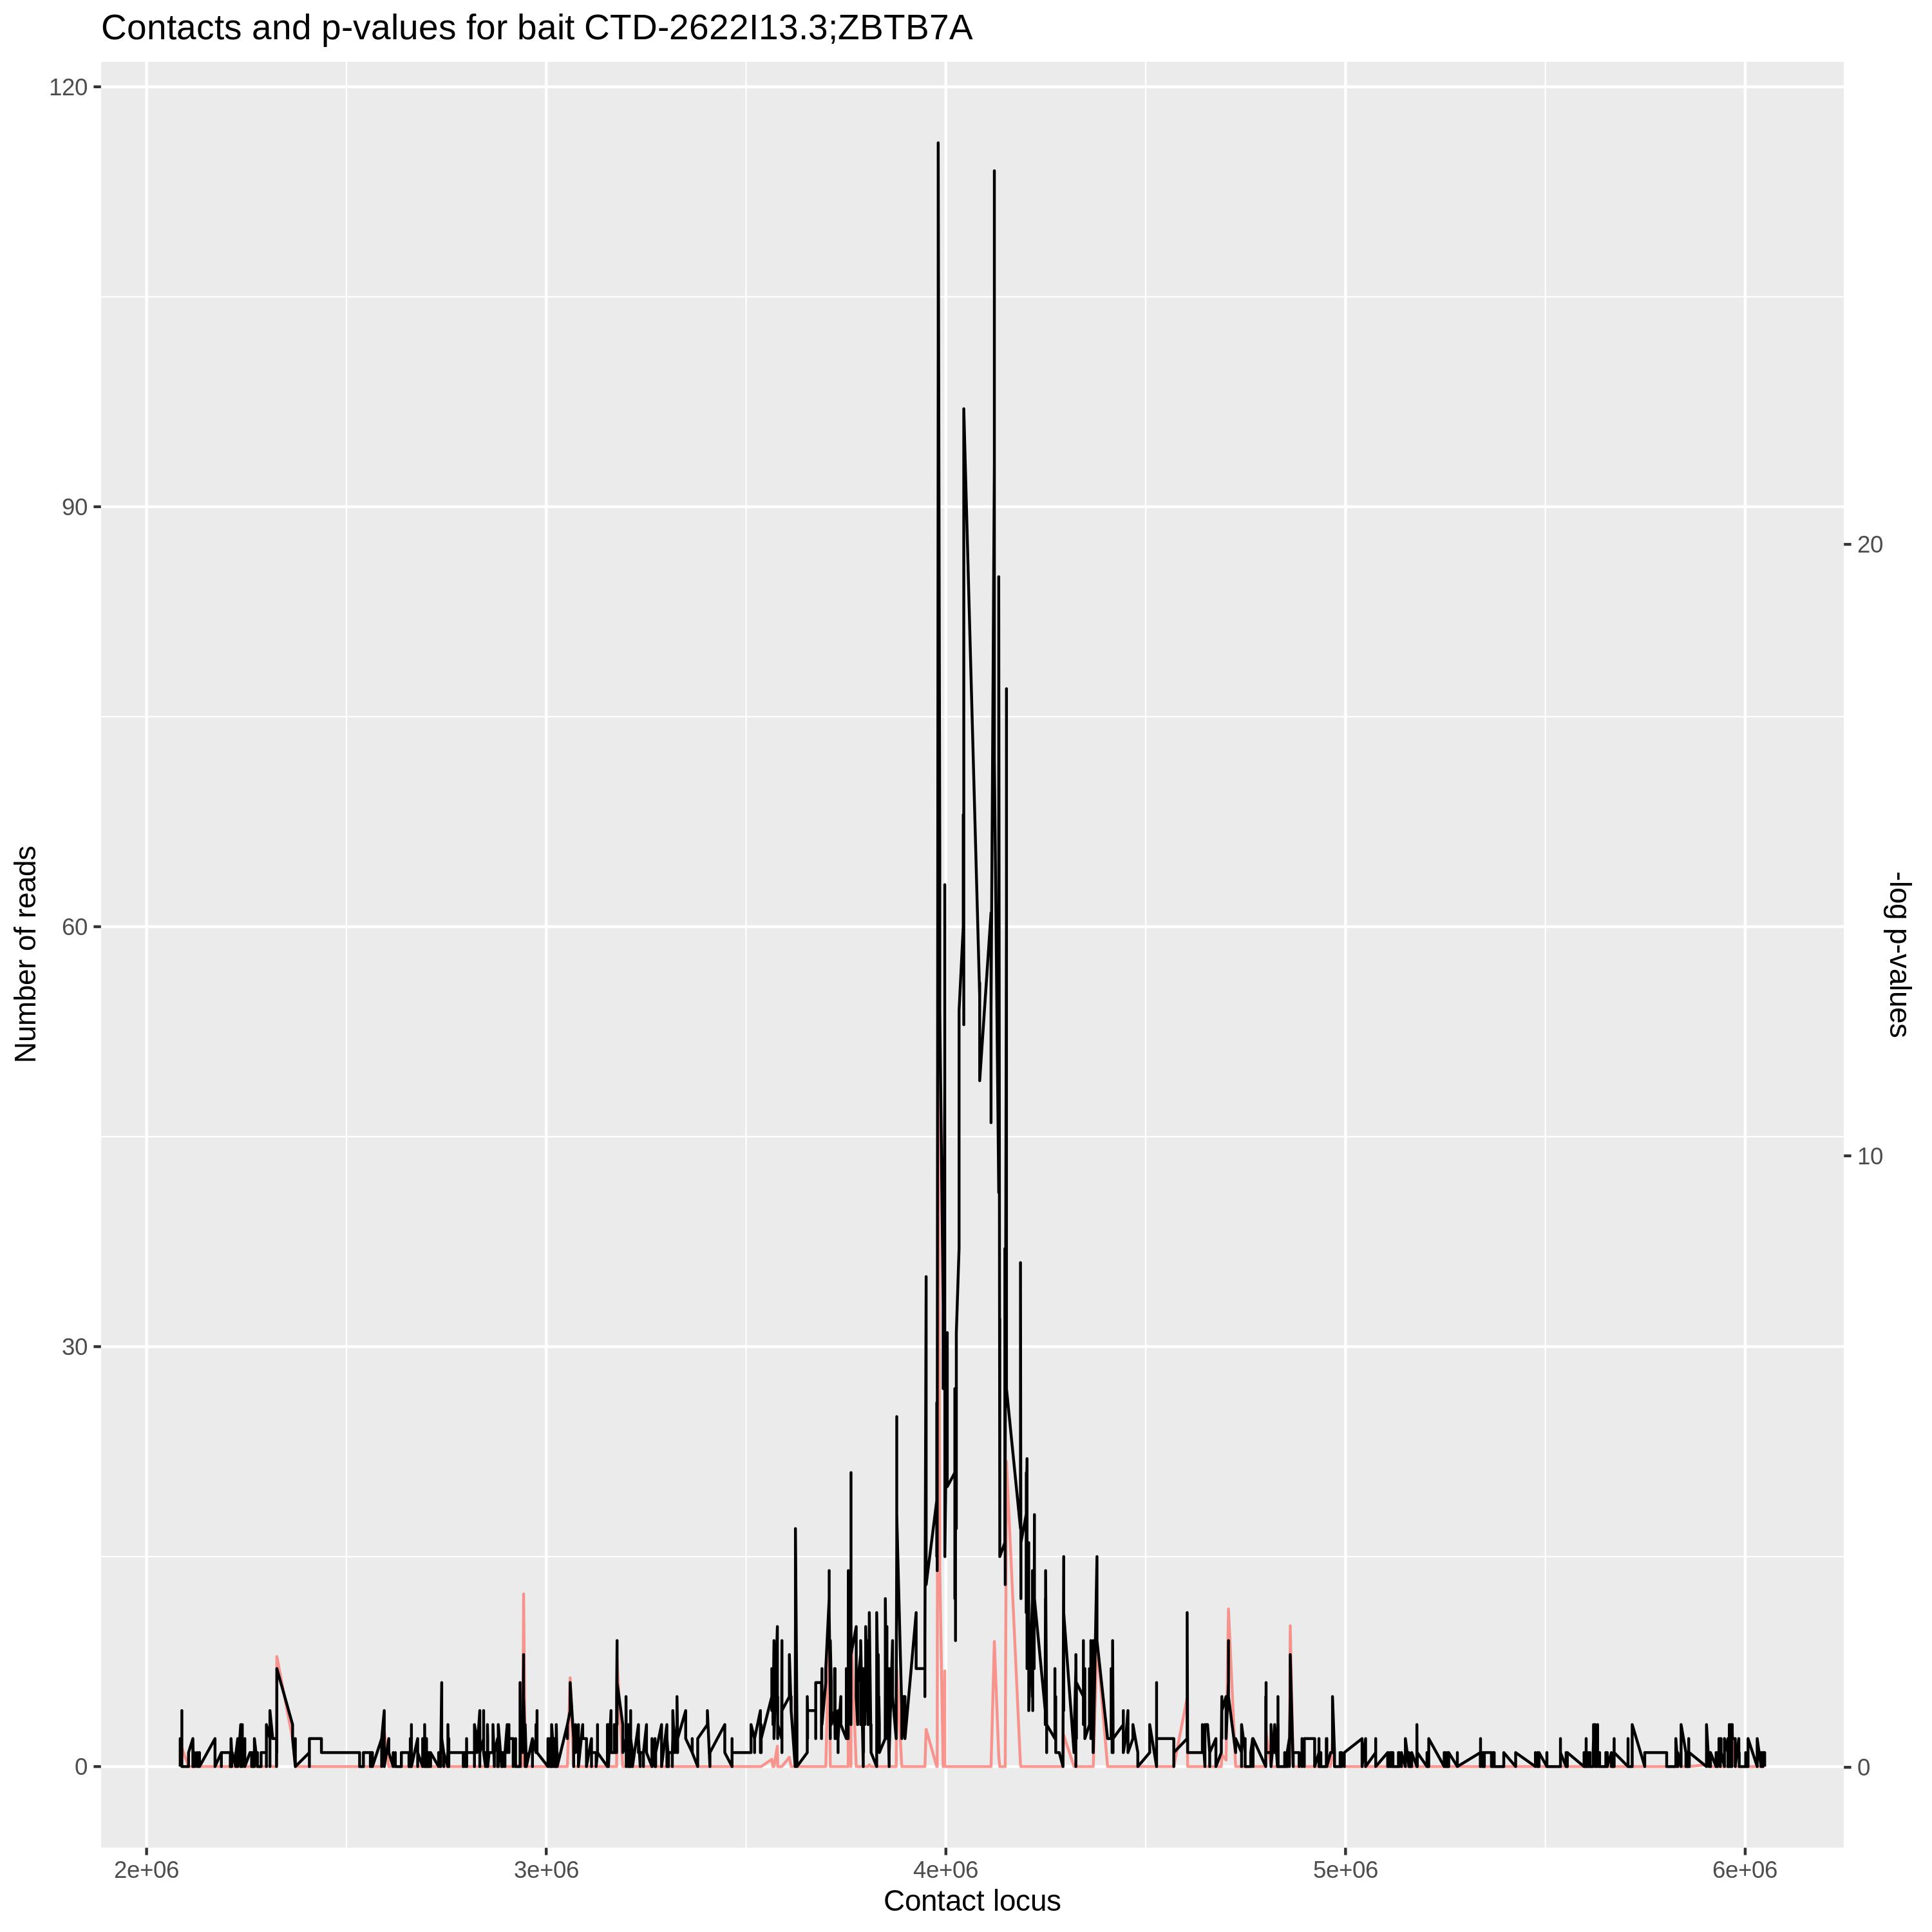 Contacts and p-values for bait CTD-2622I13.3;ZBTB7A
120
90
60
30
0
Number of reads
20
10
0
-log p-values
2e+06 3e+06 4e+06 5e+06 6e+06
Contact locus